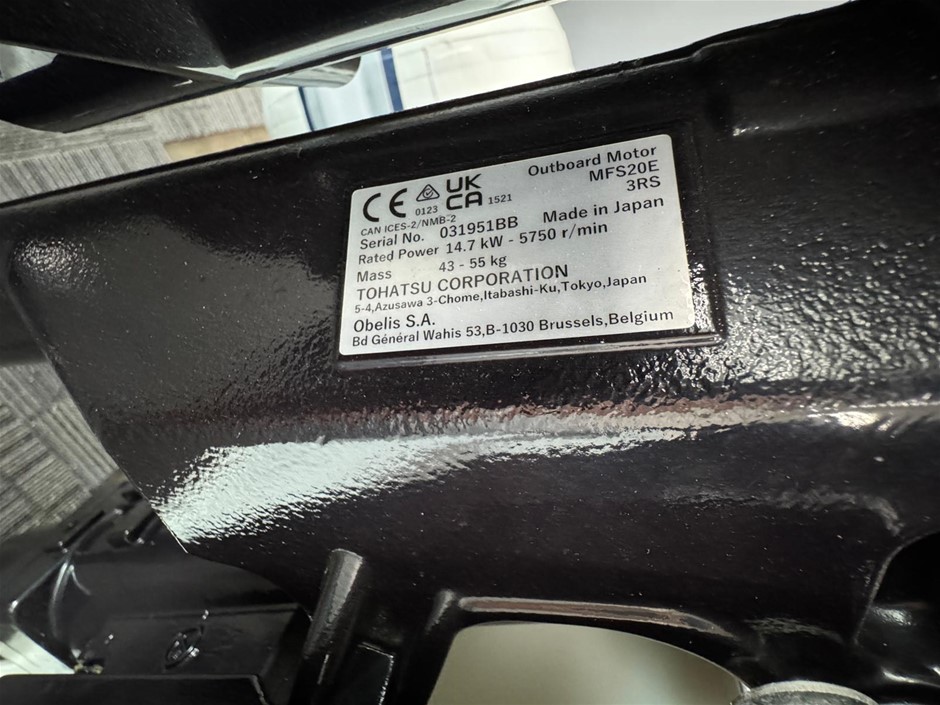 CE 0123 UK CA 1521 Outboard Motor
MFS20E
3RS
CAN ICES-2/NMB-2
Serial No. 031951BB Made in Japan
Rated Power 14.7 kW - 5750 r/min
Mass 43 - 55 kg
TOHATSU CORPORATION
5-4,Azusawa 3-Chome,Itabashi-Ku,Tokyo,Japan
Obelis S.A.
Bd Général Wahis 53,B-1030 Brussels,Belgium